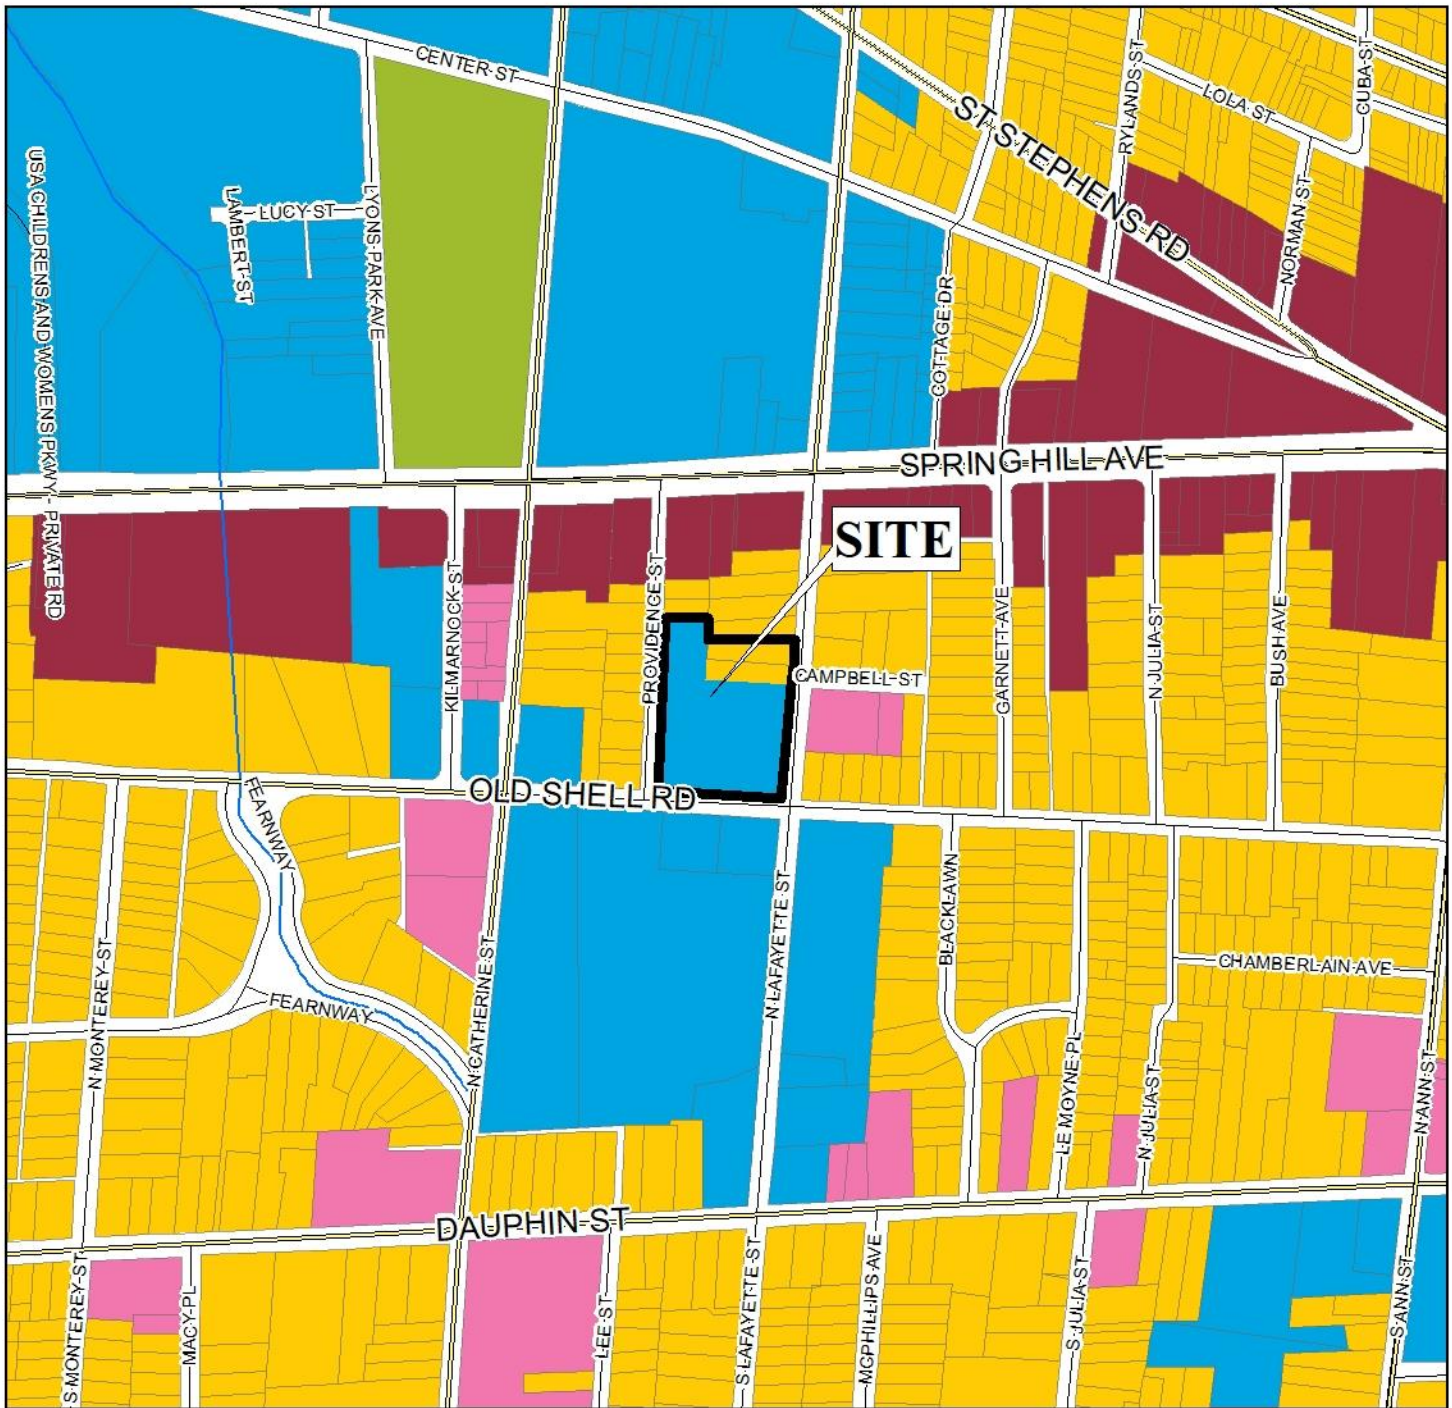 CENTER ST
ST STEPHENS RD
RYLANDS ST
LOLA ST
CUBA ST
NORMAN ST
USA CHILDRENS AND WOMENS PKWY - PRIVATE RD
LAMBERT ST
LUCY ST
LYONS PARK AVE
COTTAGE DR
SPRING HILL AVE
SITE
KILMARNOCK ST
PROVIDENCE ST
CAMPBELL ST
GARNETT AVE
N JULIA ST
BUSH AVE
OLD SHELL RD
FEARNWAY
FEARNWAY
N MONTEREY ST
N CATHERINE ST
N LAFAYETTE ST
BLACKLAWN
LE MOYNE PL
N JULIA ST
CHAMBERLAIN AVE
N ANN ST
DAUPHIN ST
S MONTEREY ST
MACY PL
LEE ST
S LAFAYETTE ST
MCPHILLIPS AVE
S JULIA ST
S ANN ST